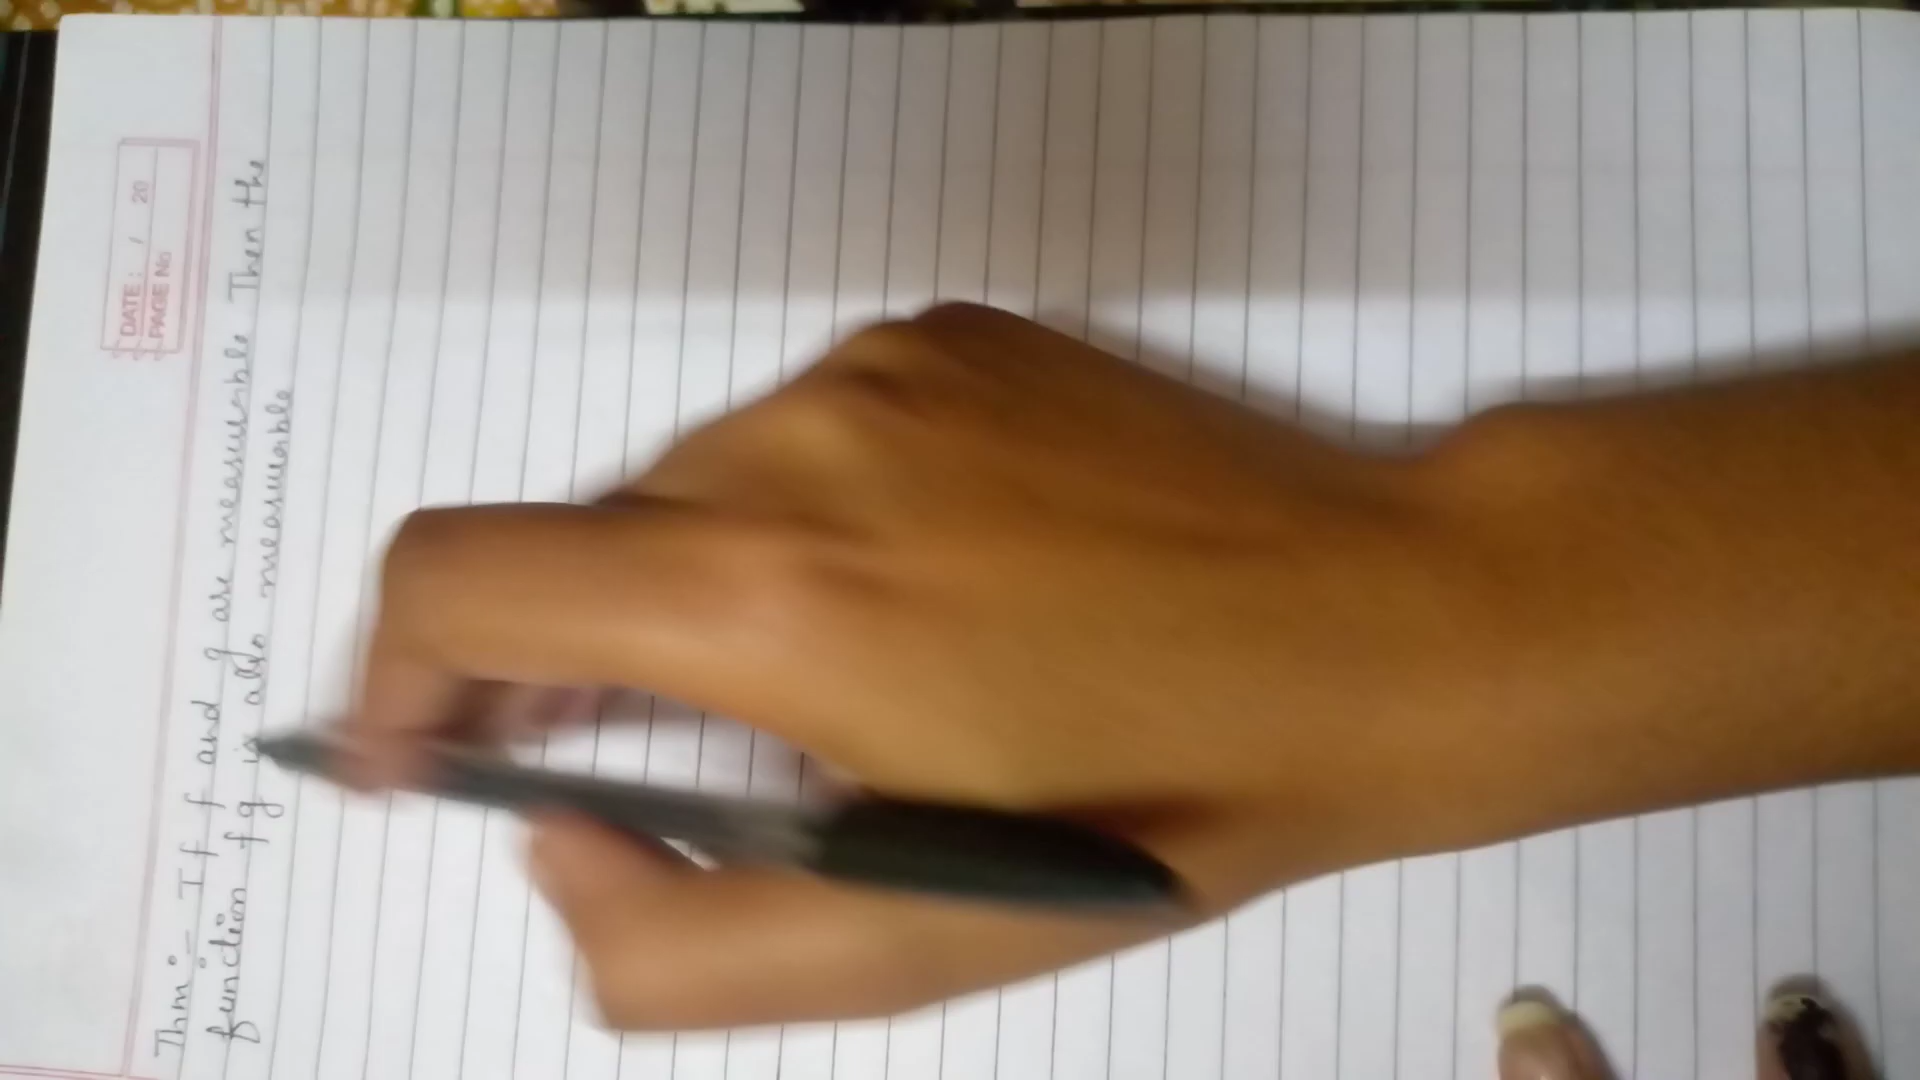 DATE: / 20
PAGE No
Thm:- If f and g are measurable Then the
function fg is also measurable